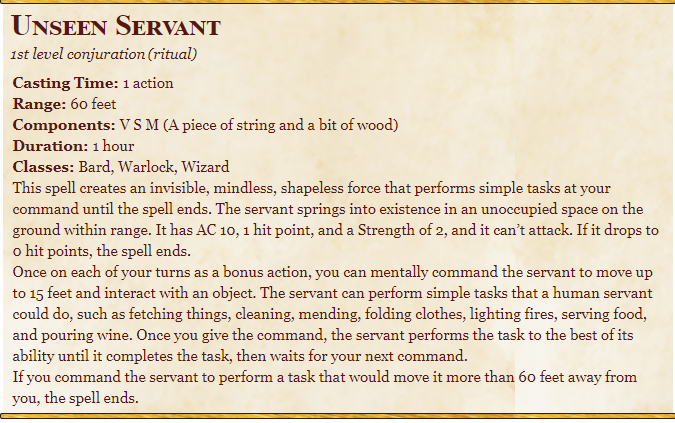 Unseen Servant
1st level conjuration (ritual)
Casting Time: 1 action
Range: 60 feet
Components: V S M (A piece of string and a bit of wood)
Duration: 1 hour
Classes: Bard, Warlock, Wizard
This spell creates an invisible, mindless, shapeless force that performs simple tasks at your
command until the spell ends. The servant springs into existence in an unoccupied space on the
ground within range. It has AC 10, 1 hit point, and a Strength of 2, and it can't attack. If it drops to
0 hit points, the spell ends.
Once on each of your turns as a bonus action, you can mentally command the servant to move up
to 15 feet and interact with an object. The servant can perform simple tasks that a human servant
could do, such as fetching things, cleaning, mending, folding clothes, lighting fires, serving food,
and pouring wine. Once you give the command, the servant performs the task to the best of its
ability until it completes the task, then waits for your next command.
If you command the servant to perform a task that would move it more than 60 feet away from
you, the spell ends.